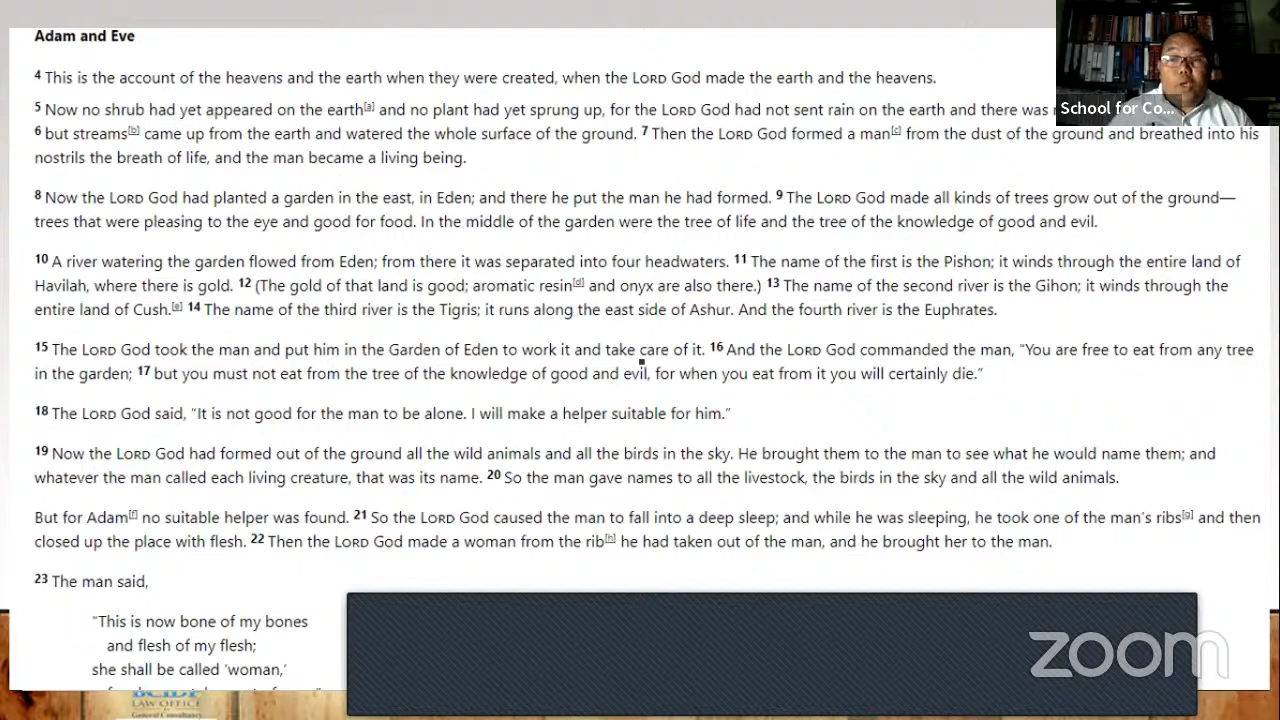 Adam and Eve
4 This is the account of the heavens and the earth when they were created, when the LORD God made the earth and the heavens.
5 Now no shrub had yet appeared on the earth[a] and no plant had yet sprung up, for the LORD God had not sent rain on the earth and there was
School for Co...
6 but streams[b] came up from the earth and watered the whole surface of the ground. 7 Then the LORD God formed a man[c] from the dust of the ground and breathed into his
nostrils the breath of life, and the man became a living being.
8 Now the LORD God had planted a garden in the east, in Eden; and there he put the man he had formed. 9 The LORD God made all kinds of trees grow out of the ground—
trees that were pleasing to the eye and good for food. In the middle of the garden were the tree of life and the tree of the knowledge of good and evil.
10 A river watering the garden flowed from Eden; from there it was separated into four headwaters. 11 The name of the first is the Pishon; it winds through the entire land of
Havilah, where there is gold. 12 (The gold of that land is good; aromatic resin[d] and onyx are also there.) 13 The name of the second river is the Gihon; it winds through the
entire land of Cush.[e] 14 The name of the third river is the Tigris; it runs along the east side of Ashur. And the fourth river is the Euphrates.
15 The LORD God took the man and put him in the Garden of Eden to work it and take care of it. 16 And the LORD God commanded the man, “You are free to eat from any tree
in the garden; 17 but you must not eat from the tree of the knowledge of good and evil, for when you eat from it you will certainly die.”
18 The LORD God said, “It is not good for the man to be alone. I will make a helper suitable for him.”
19 Now the LORD God had formed out of the ground all the wild animals and all the birds in the sky. He brought them to the man to see what he would name them; and
whatever the man called each living creature, that was its name. 20 So the man gave names to all the livestock, the birds in the sky and all the wild animals.
But for Adam[f] no suitable helper was found. 21 So the LORD God caused the man to fall into a deep sleep; and while he was sleeping, he took one of the man’s ribs[g] and then
closed up the place with flesh. 22 Then the LORD God made a woman from the rib[h] he had taken out of the man, and he brought her to the man.
23 The man said,
“This is now bone of my bones
and flesh of my flesh;
she shall be called ‘woman,’
zoom
LAW OFFICE
General Consultancy